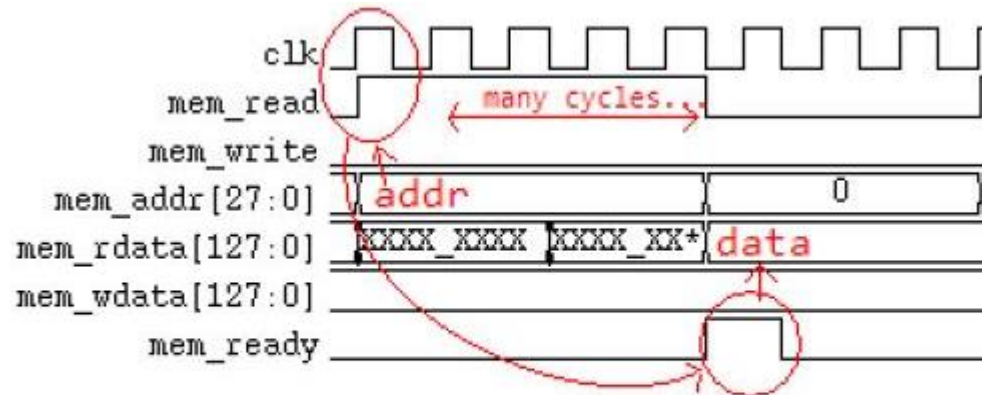 clk
mem_read many cycles...
mem_write
mem_addr[27:0] addr 0
mem_rdata[127:0] XXXX_XXXX XXXX_XX* data
mem_wdata[127:0]
mem_ready